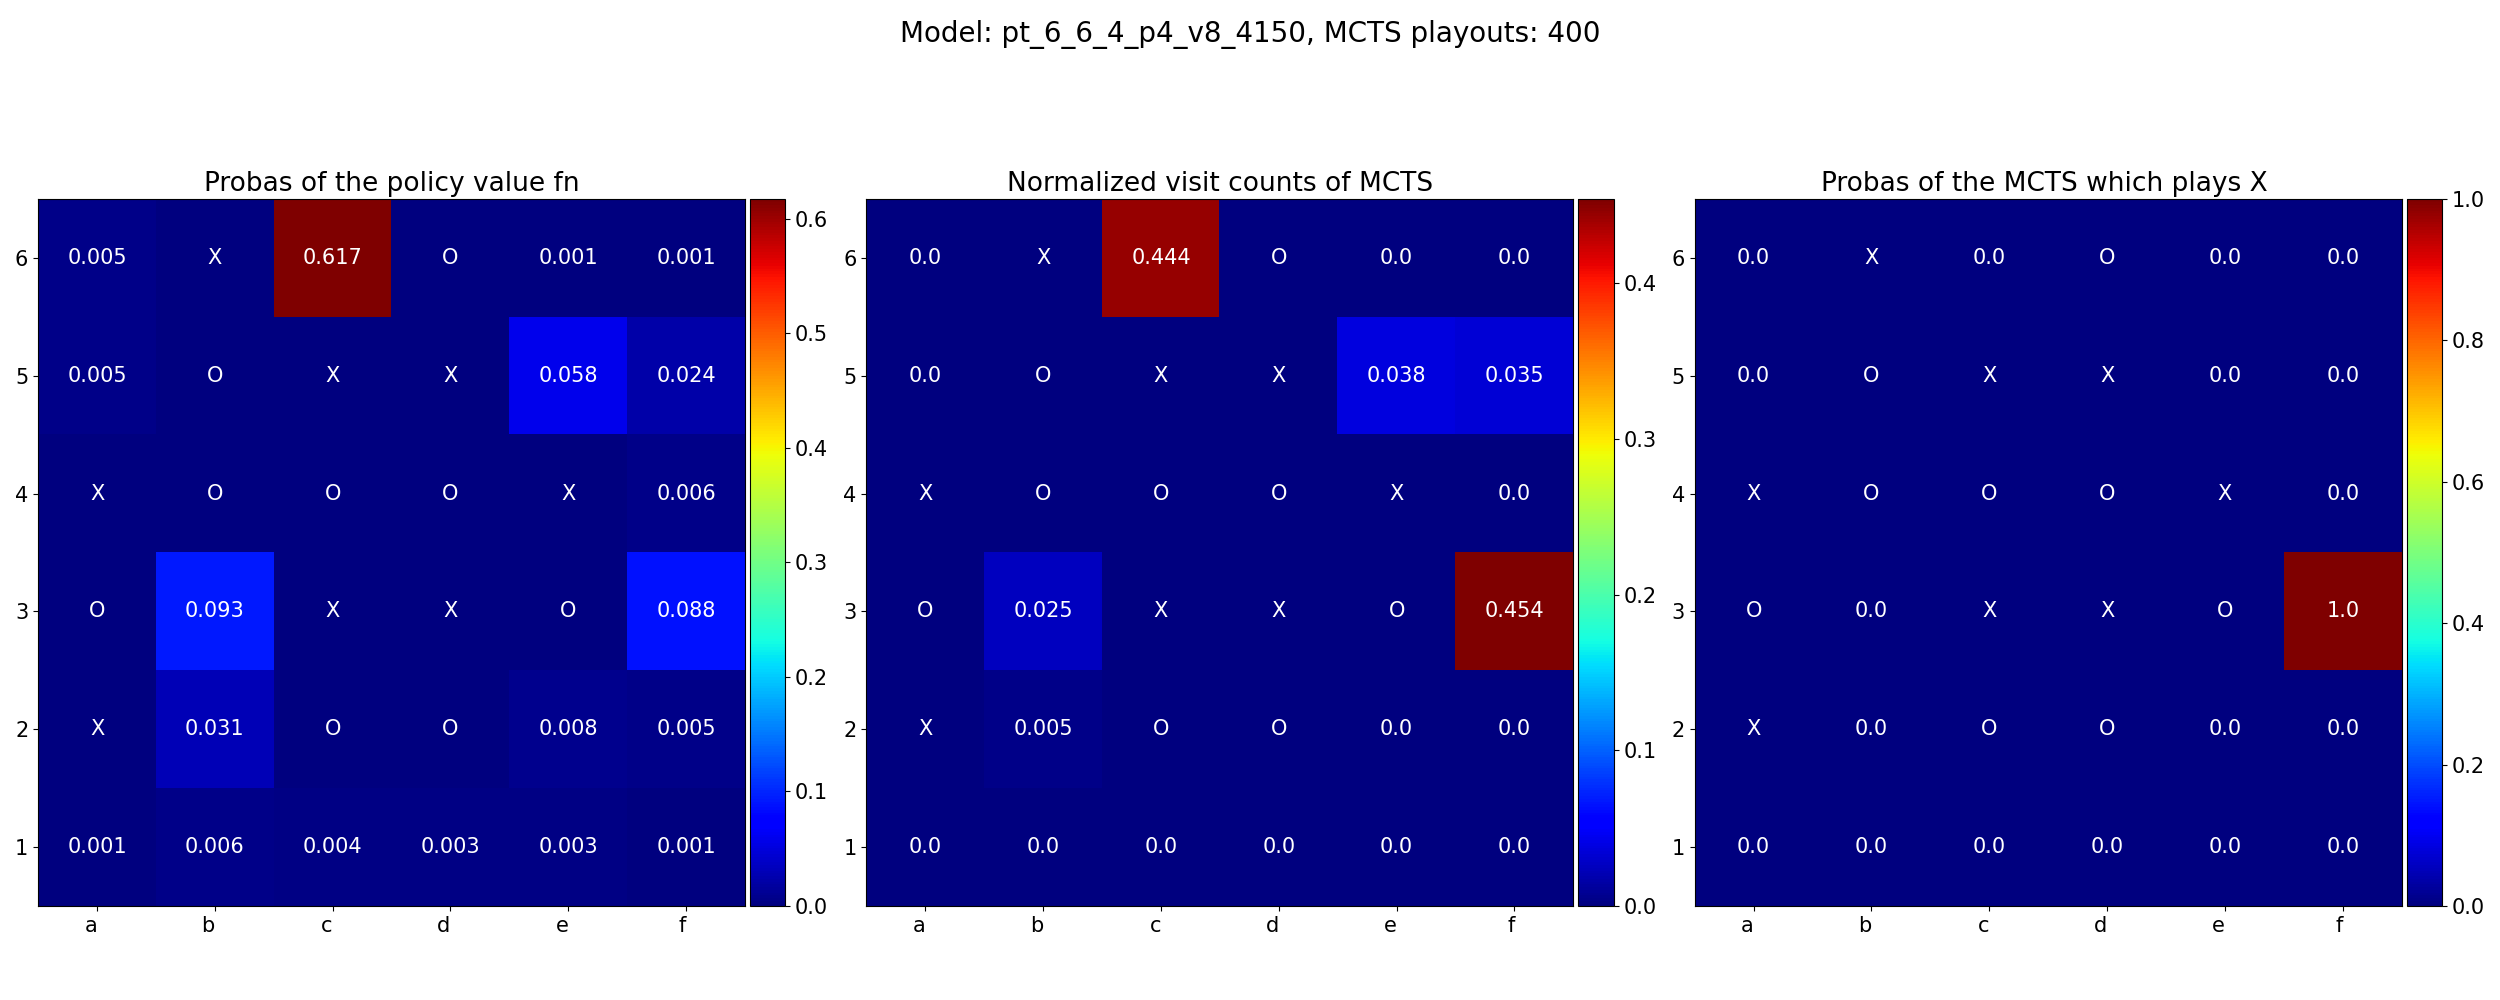 Model: pt_6_6_4_p4_v8_4150, MCTS playouts: 400
Probas of the policy value fn
6 0.005 X 0.617 O 0.001 0.001
5 0.005 O X X 0.058 0.024
4 X O O O X 0.006
3 O 0.093 X X O 0.088
2 X 0.031 O O 0.008 0.005
1 0.001 0.006 0.004 0.003 0.003 0.001
a b c d e f
0.6
0.5
0.4
0.3
0.2
0.1
0.0
Normalized visit counts of MCTS
6 0.0 X 0.444 O 0.0 0.0
5 0.0 O X X 0.038 0.035
4 X O O O X 0.0
3 O 0.025 X X O 0.454
2 X 0.005 O O 0.0 0.0
1 0.0 0.0 0.0 0.0 0.0 0.0
a b c d e f
0.4
0.3
0.2
0.1
0.0
Probas of the MCTS which plays X
6 0.0 X 0.0 O 0.0 0.0
5 0.0 O X X 0.0 0.0
4 X O O O X 0.0
3 O 0.0 X X O 1.0
2 X 0.0 O O 0.0 0.0
1 0.0 0.0 0.0 0.0 0.0 0.0
a b c d e f
1.0
0.8
0.6
0.4
0.2
0.0